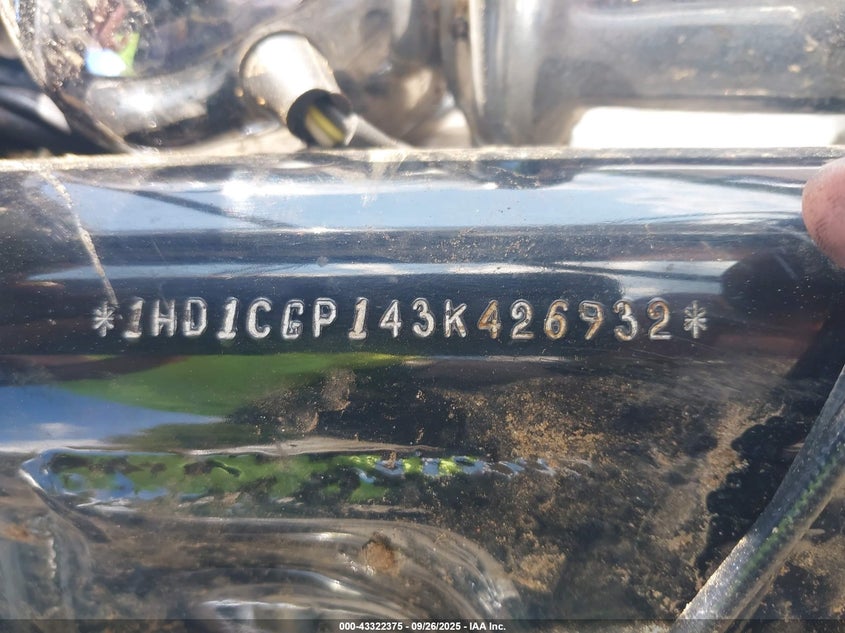 *1HD1CGP143K426932*
000-43322375 - 09/26/2025 - IAA Inc.